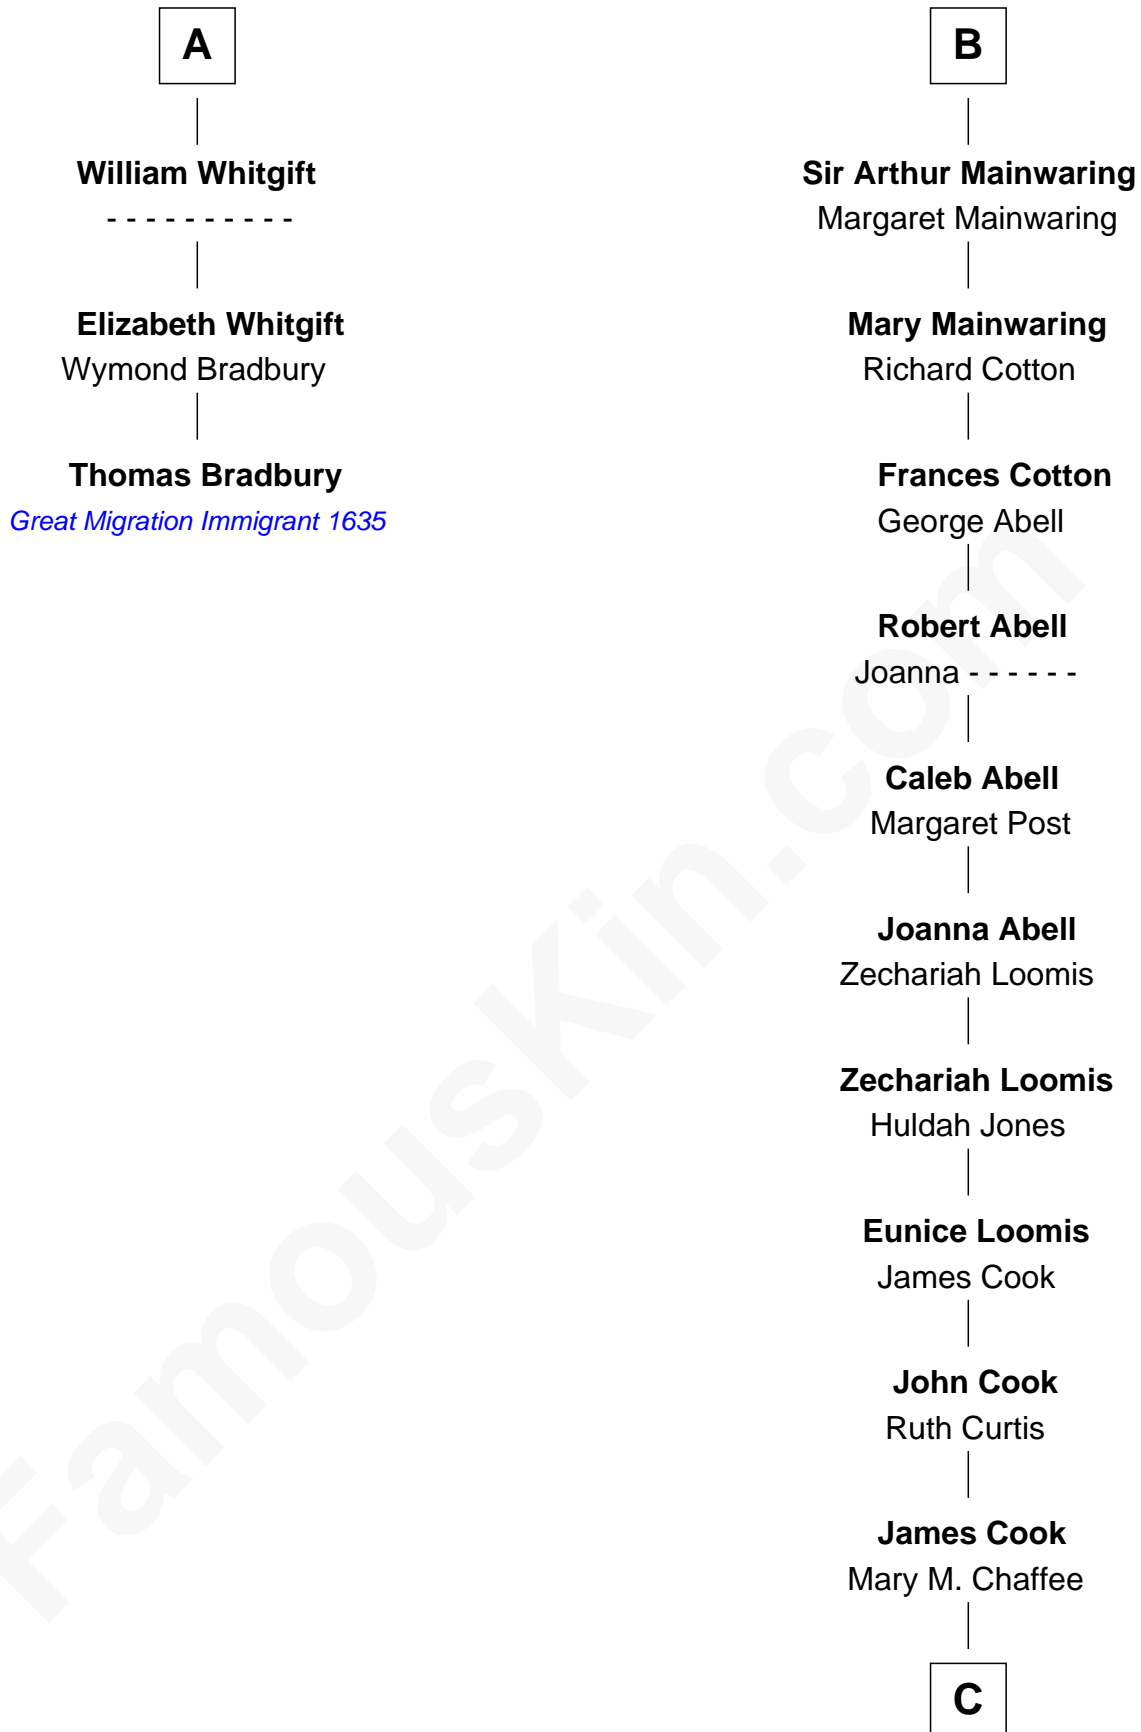 A
William Whitgift
- - - - - - - - - -
Elizabeth Whitgift
Wymond Bradbury
Thomas Bradbury
Great Migration Immigrant 1635
B
Sir Arthur Mainwaring
Margaret Mainwaring
Mary Mainwaring
Richard Cotton
Frances Cotton
George Abell
Robert Abell
Joanna - - - - - -
Caleb Abell
Margaret Post
Joanna Abell
Zechariah Loomis
Zechariah Loomis
Huldah Jones
Eunice Loomis
James Cook
John Cook
Ruth Curtis
James Cook
Mary M. Chaffee
C
FamousKin.com